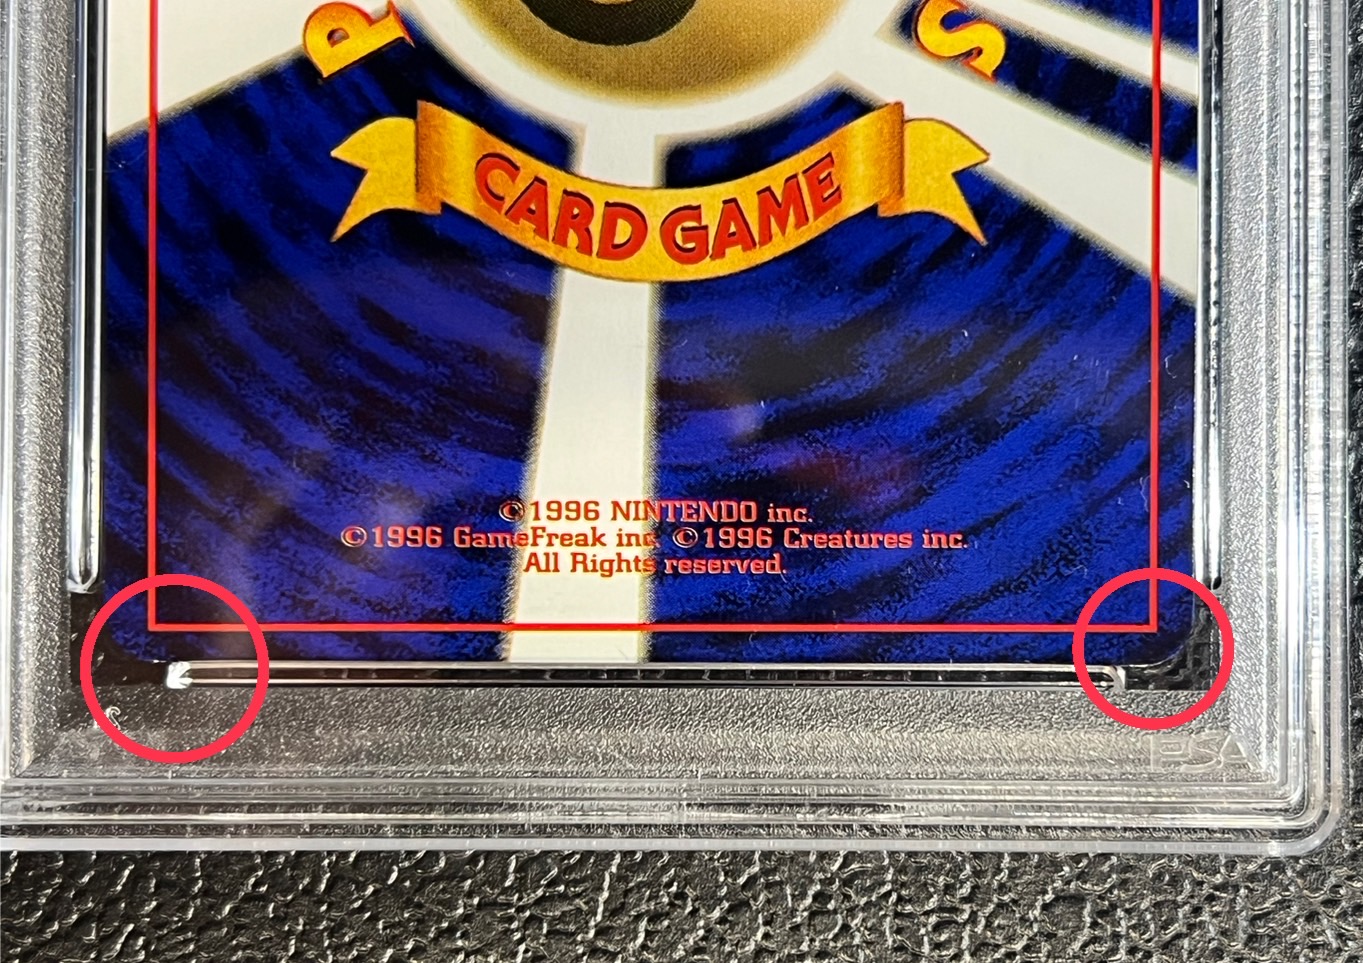 P S
CARD GAME
©1996 NINTENDO inc.
©1996 GameFreak inc. ©1996 Creatures inc.
All Rights reserved.
PSA